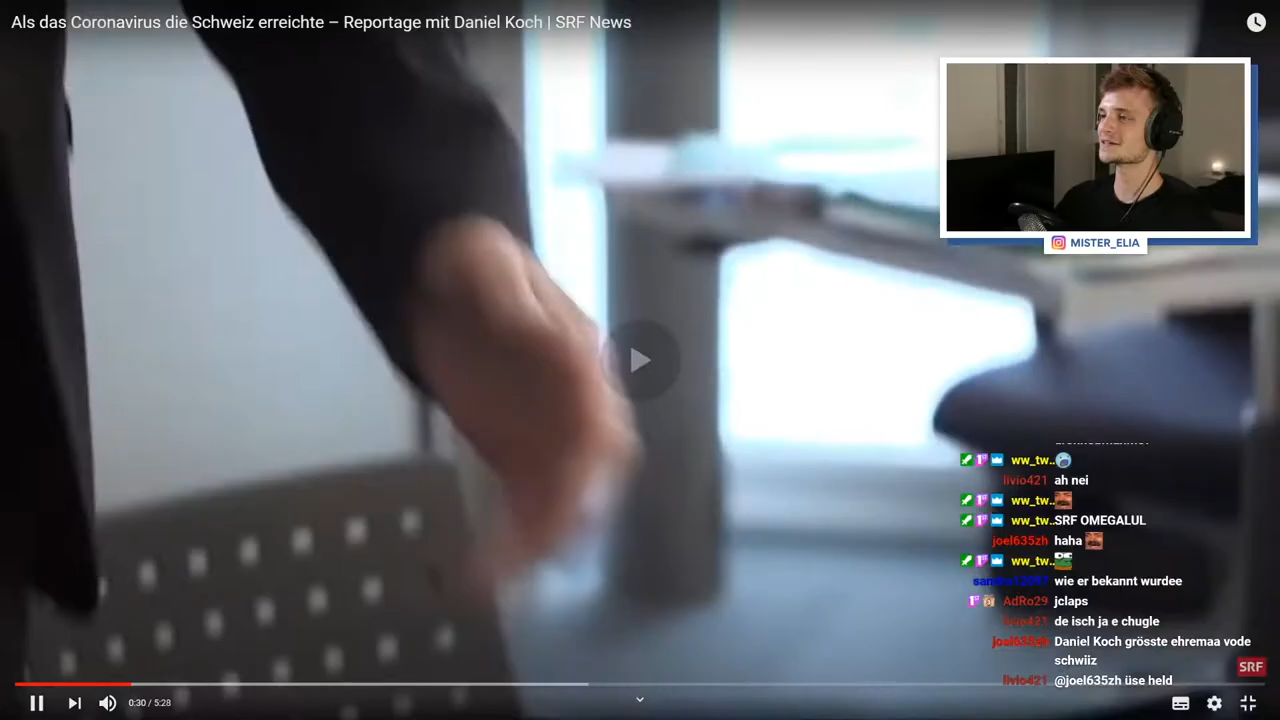 Als das Coronavirus die Schweiz erreichte – Reportage mit Daniel Koch | SRF News
MISTER_ELIA
ww_tw..
livio421 ah nei
ww_tw..
ww_tw.. SRF OMEGALUL
joel635zh haha
ww_tw..
wie er bekannt wurdee
AdRo29 jclaps
livio421 de isch ja e chugle
joel635zh Daniel Koch grösste ehremaa vode
schwiiz
SRF
livio421 @joel635zh üse held
0:30 / 5:28